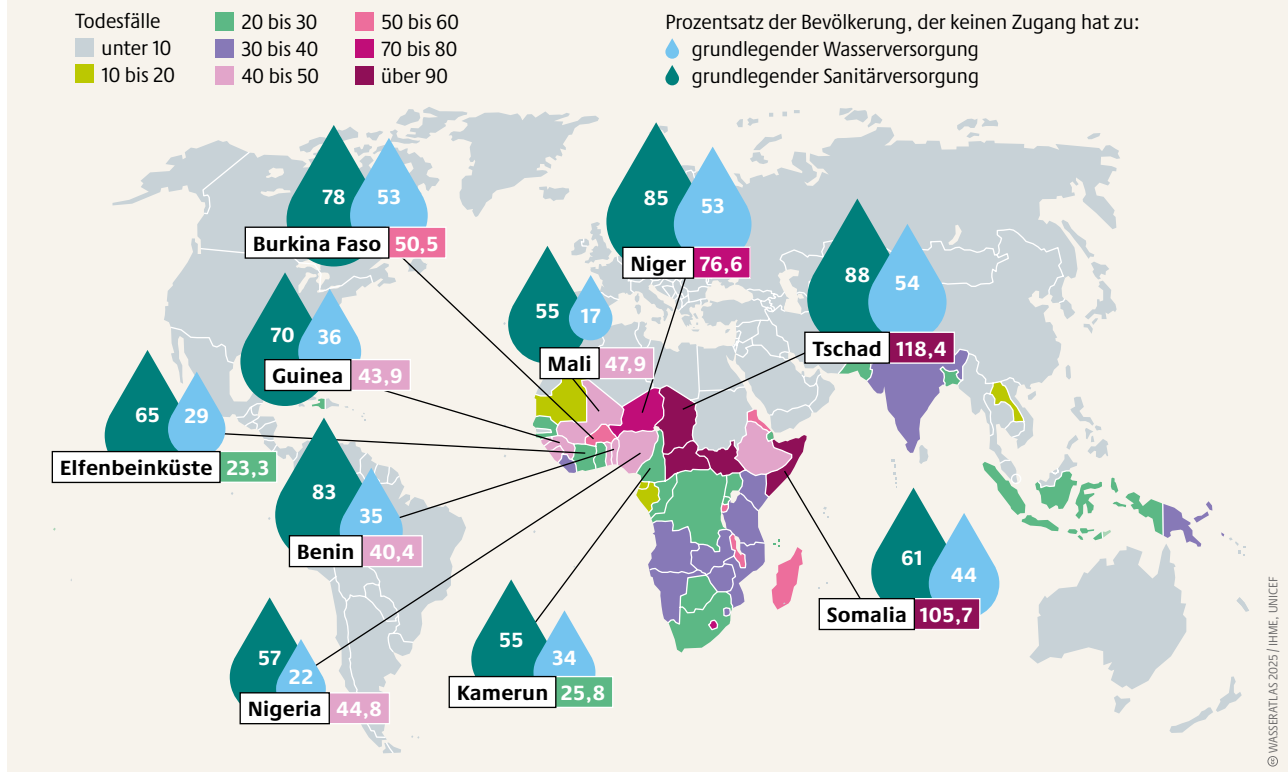 Todesfälle
unter 10
10 bis 20
20 bis 30
30 bis 40
40 bis 50
50 bis 60
70 bis 80
über 90
Prozentsatz der Bevölkerung, der keinen Zugang hat zu:
grundlegender Wasserversorgung
grundlegender Sanitärversorgung
78 53
Burkina Faso 50,5
85 53
Niger 76,6
88 54
Tschad 118,4
55 17
Mali 47,9
70 36
Guinea 43,9
65 29
Elfenbeinküste 23,3
83 35
Benin 40,4
61 44
Somalia 105,7
57 22
Nigeria 44,8
55 34
Kamerun 25,8
© WASSERATLAS 2025 / IHME, UNICEF